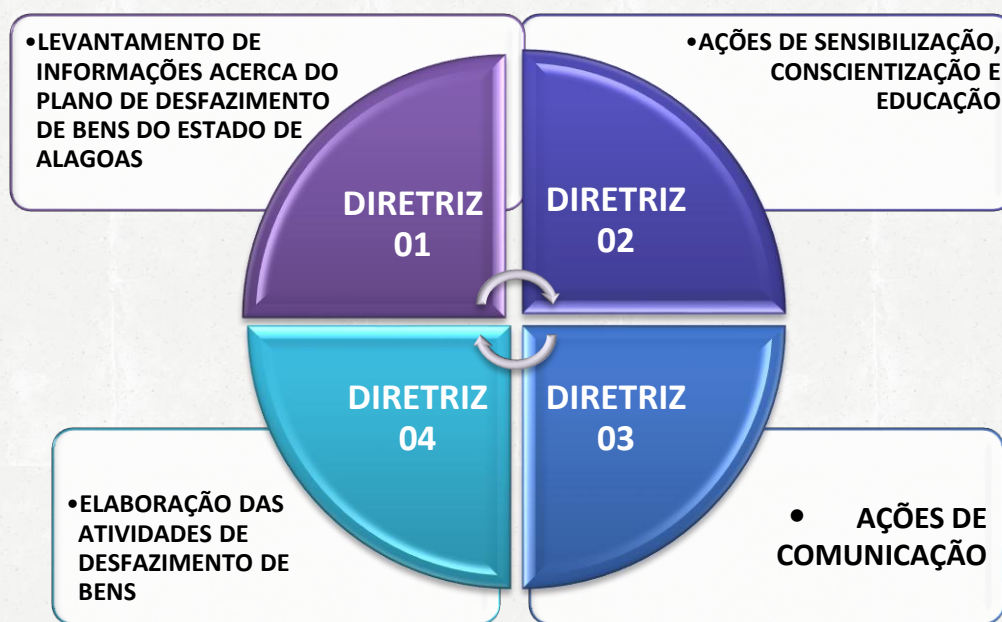 •LEVANTAMENTO DE
INFORMAÇÕES ACERCA DO
PLANO DE DESFAZIMENTO
DE BENS DO ESTADO DE
ALAGOAS
•AÇÕES DE SENSIBILIZAÇÃO,
CONSCIENTIZAÇÃO E
EDUCAÇÃO
DIRETRIZ
01
DIRETRIZ
02
DIRETRIZ
04
DIRETRIZ
03
•ELABORAÇÃO DAS
ATIVIDADES DE
DESFAZIMENTO DE
BENS
• AÇÕES DE
COMUNICAÇÃO